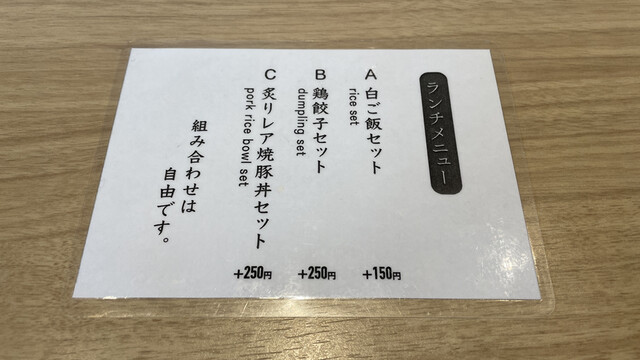 ランチメニュー
A 白ご飯セット +150円
rice set
B 鶏餃子セット +250円
dumpling set
C 炙りレア焼豚丼セット +250円
pork rice bowl set
組み合わせは
自由です。